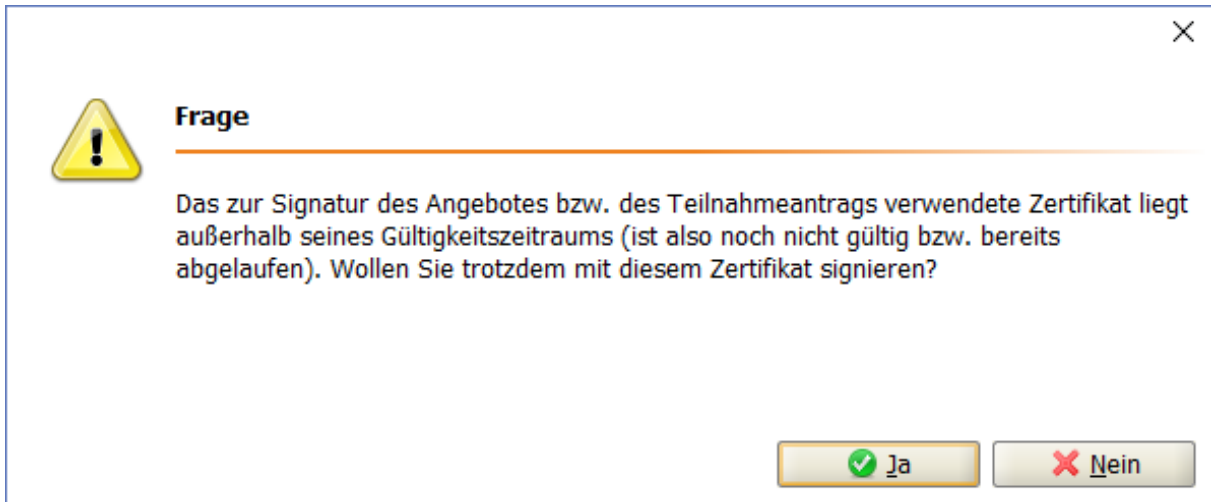 Frage
Das zur Signatur des Angebotes bzw. des Teilnahmeantrags verwendete Zertifikat liegt
außerhalb seines Gültigkeitszeitraums (ist also noch nicht gültig bzw. bereits
abgelaufen). Wollen Sie trotzdem mit diesem Zertifikat signieren?
Ja Nein